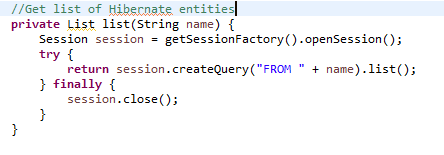 //Get list of Hibernate entities
private List list(String name) {
    Session session = getSessionFactory().openSession();
    try {
        return session.createQuery("FROM " + name).list();
    } finally {
        session.close();
    }
}